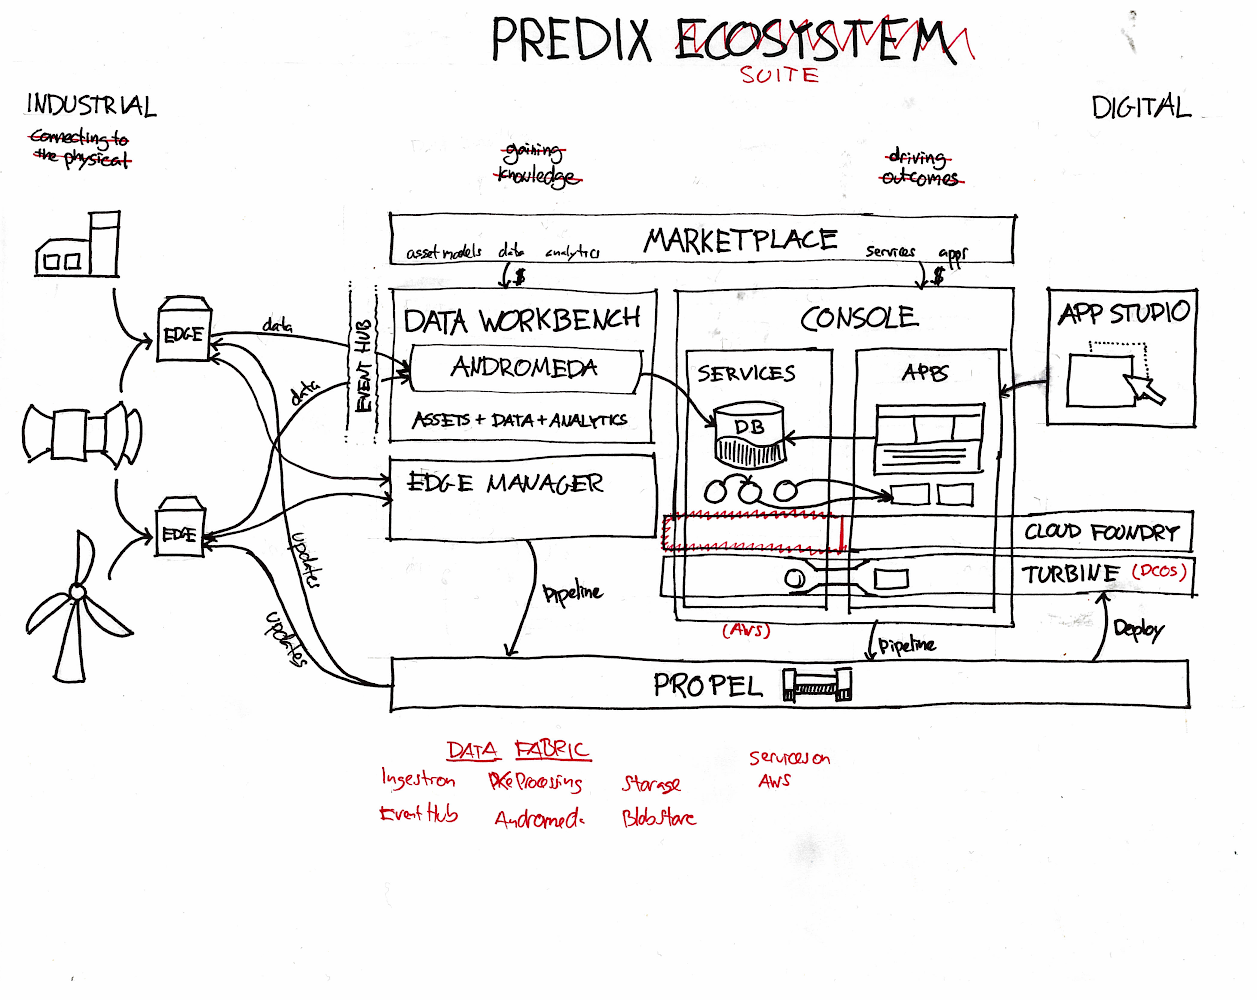 PREDIX ECOSYSTEM
SUITE
INDUSTRIAL
DIGITAL
Connecting to
the physical
gaining
knowledge
driving
outcomes
MARKETPLACE
asset models data analytics
services apps
$
$
EVENT HUB
DATA WORKBENCH
ANDROMEDA
ASSETS + DATA + ANALYTICS
EDGE MANAGER
CONSOLE
SERVICES
APPS
DB
APP STUDIO
EDGE
EDGE
data
data
updates
updates
CLOUD FOUNDRY
TURBINE (DCOS)
(AWS)
Pipeline
Pipeline
Deploy
PROPEL
DATA FABRIC
Ingestion PreProcessing Storage
Event Hub Andromeda BlobStore
Services on
AWS